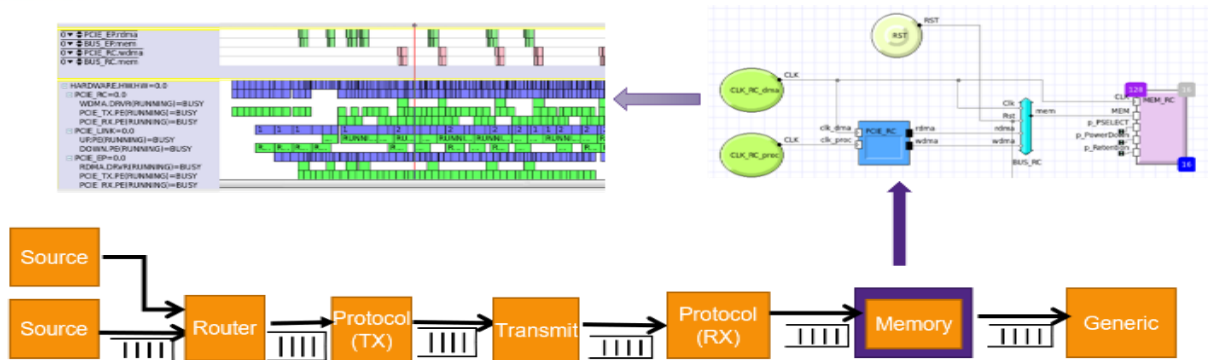 PCIE_EP.rdma
BUS_EP.mem
PCIE_RC.wdma
BUS_RC.mem
HARDWARE.HW.HW=0.0
PCIE_RC=0.0
WDMA.DRVR(RUNNING)=BUSY
PCIE_TX.PE(RUNNING)=BUSY
PCIE_RX.PE(RUNNING)=BUSY
PCIE_LINK=0.0
UP.PE(RUNNING)=BUSY
DOWN.PE(RUNNING)=BUSY
PCIE_EP=0.0
RDMA.DRVR(RUNNING)=BUSY
PCIE_TX.PE(RUNNING)=BUSY
PCIE_RX.PE(RUNNING)=BUSY
RST
RST
CLK
CLK_RC_dma
CLK
CLK_RC_proc
clk_dma
clk_proc
PCIE_RC
rdma
wdma
Clk
Rst
rdma
wdma
mem
BUS_RC
128
16
MEM_RC
CLK
MEM
p_PSELECT
p_PowerDown
p_Retention
16
Source
Source
Router
Protocol
(TX)
Transmit
Protocol
(RX)
Memory
Generic